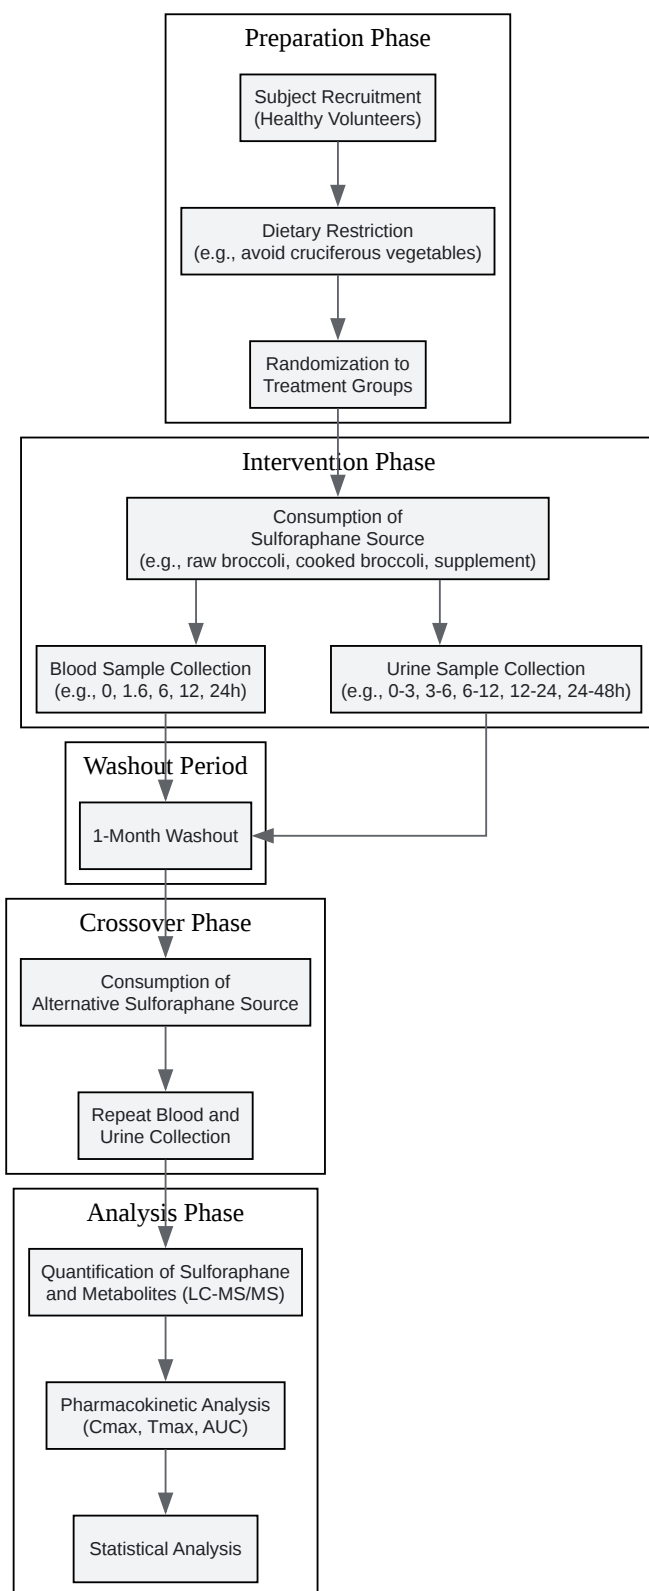 Preparation Phase
Subject Recruitment
(Healthy Volunteers)
Dietary Restriction
(e.g., avoid cruciferous vegetables)
Randomization to
Treatment Groups
Intervention Phase
Consumption of
Sulforaphane Source
(e.g., raw broccoli, cooked broccoli, supplement)
Blood Sample Collection
(e.g., 0, 1.6, 6, 12, 24h)
Urine Sample Collection
(e.g., 0-3, 3-6, 6-12, 12-24, 24-48h)
Washout Period
1-Month Washout
Crossover Phase
Consumption of
Alternative Sulforaphane Source
Repeat Blood and
Urine Collection
Analysis Phase
Quantification of Sulforaphane
and Metabolites (LC-MS/MS)
Pharmacokinetic Analysis
(Cmax, Tmax, AUC)
Statistical Analysis